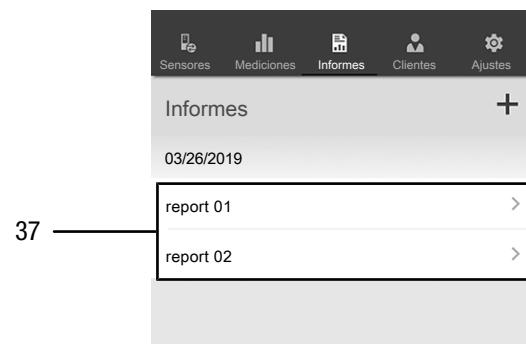 Sensores Mediciones Informes Clientes Ajustes
Informes +
03/26/2019
report 01
37
report 02